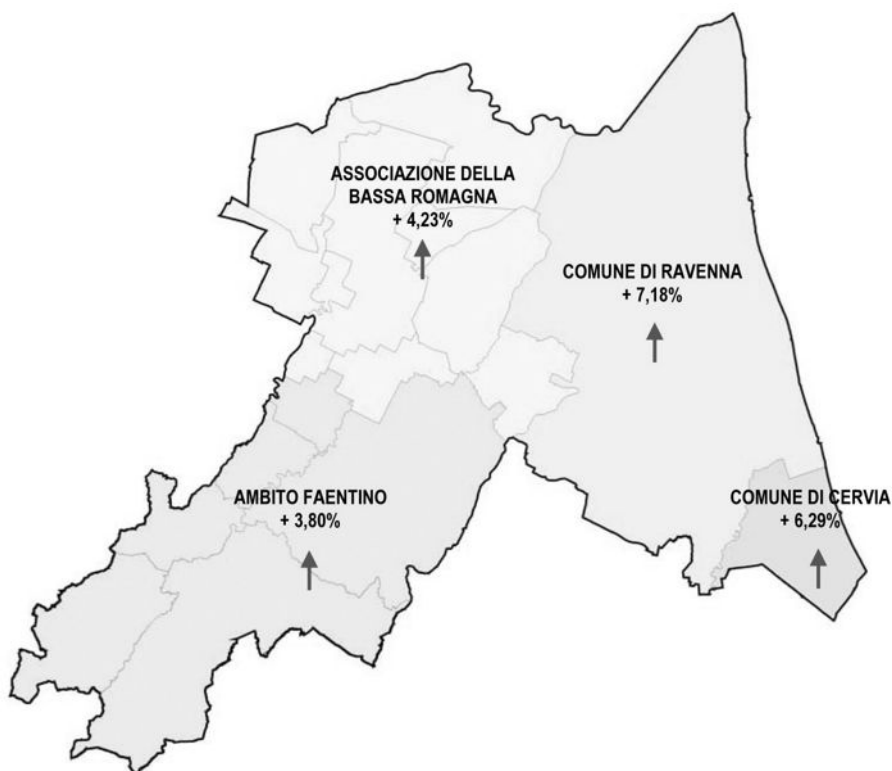 ASSOCIAZIONE DELLA
BASSA ROMAGNA
+ 4,23%
COMUNE DI RAVENNA
+ 7,18%
AMBITO FAENTINO
+ 3,80%
COMUNE DI CERVIA
+ 6,29%